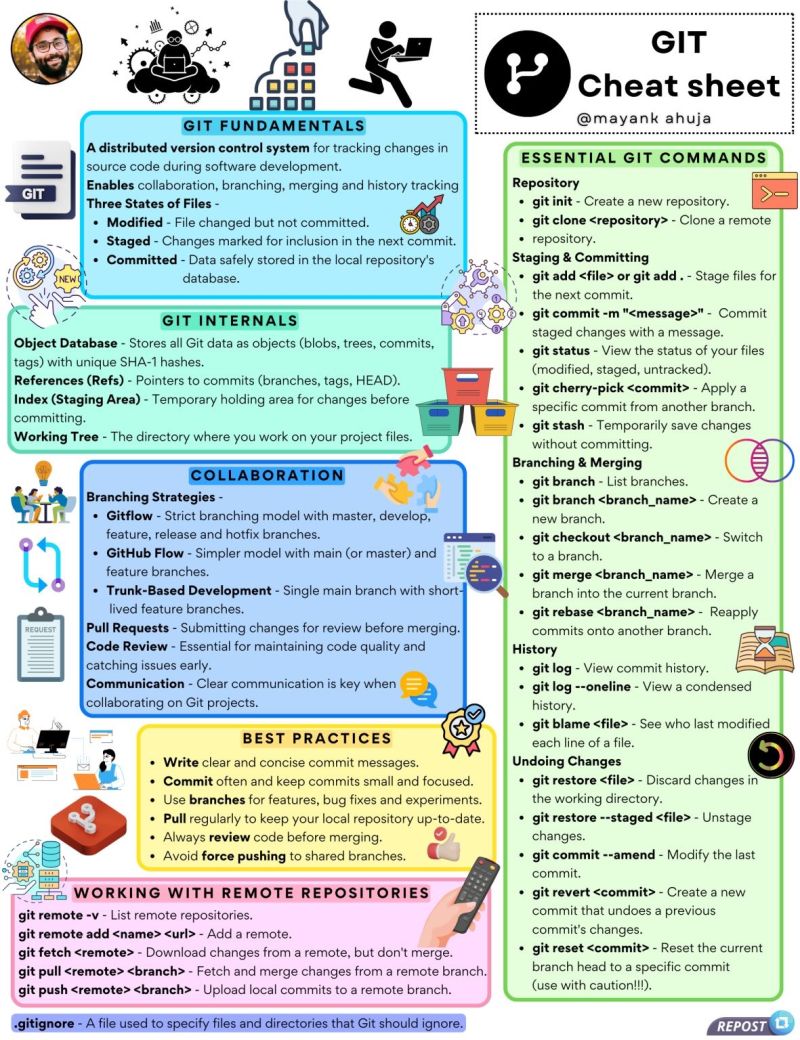 GIT
Cheat sheet
@mayank ahuja
GIT FUNDAMENTALS
A distributed version control system for tracking changes in
source code during software development.
Enables collaboration, branching, merging and history tracking
Three States of Files -
• Modified - File changed but not committed.
• Staged - Changes marked for inclusion in the next commit.
• Committed - Data safely stored in the local repository's
database.
GIT
NEW
GIT INTERNALS
Object Database - Stores all Git data as objects (blobs, trees, commits,
tags) with unique SHA-1 hashes.
References (Refs) - Pointers to commits (branches, tags, HEAD).
Index (Staging Area) - Temporary holding area for changes before
committing.
Working Tree - The directory where you work on your project files.
COLLABORATION
Branching Strategies -
• Gitflow - Strict branching model with master, develop,
feature, release and hotfix branches.
• GitHub Flow - Simpler model with main (or master) and
feature branches.
• Trunk-Based Development - Single main branch with short-
lived feature branches.
Pull Requests - Submitting changes for review before merging.
Code Review - Essential for maintaining code quality and
catching issues early.
Communication - Clear communication is key when
collaborating on Git projects.
REQUEST
BEST PRACTICES
• Write clear and concise commit messages.
• Commit often and keep commits small and focused.
• Use branches for features, bug fixes and experiments.
• Pull regularly to keep your local repository up-to-date.
• Always review code before merging.
• Avoid force pushing to shared branches.
WORKING WITH REMOTE REPOSITORIES
git remote -v - List remote repositories.
git remote add <name> <url> - Add a remote.
git fetch <remote> - Download changes from a remote, but don't merge.
git pull <remote> <branch> - Fetch and merge changes from a remote branch.
git push <remote> <branch> - Upload local commits to a remote branch.
.gitignore - A file used to specify files and directories that Git should ignore.
ESSENTIAL GIT COMMANDS
Repository
• git init - Create a new repository.
• git clone <repository> - Clone a remote
• repository.
Staging & Committing
• git add <file> or git add . - Stage files for
the next commit.
• git commit -m "<message>" - Commit
staged changes with a message.
• git status - View the status of your files
(modified, staged, untracked).
• git cherry-pick <commit> - Apply a
specific commit from another branch.
• git stash - Temporarily save changes
without committing.
Branching & Merging
• git branch - List branches.
• git branch <branch_name> - Create a
new branch.
• git checkout <branch_name> - Switch
to a branch.
• git merge <branch_name> - Merge a
branch into the current branch.
• git rebase <branch_name> - Reapply
commits onto another branch.
History
• git log - View commit history.
• git log --oneline - View a condensed
history.
• git blame <file> - See who last modified
each line of a file.
Undoing Changes
• git restore <file> - Discard changes in
the working directory.
• git restore --staged <file> - Unstage
changes.
• git commit --amend - Modify the last
commit.
• git revert <commit> - Create a new
commit that undoes a previous
commit's changes.
• git reset <commit> - Reset the current
branch head to a specific commit
(use with caution!!!).
REPOST